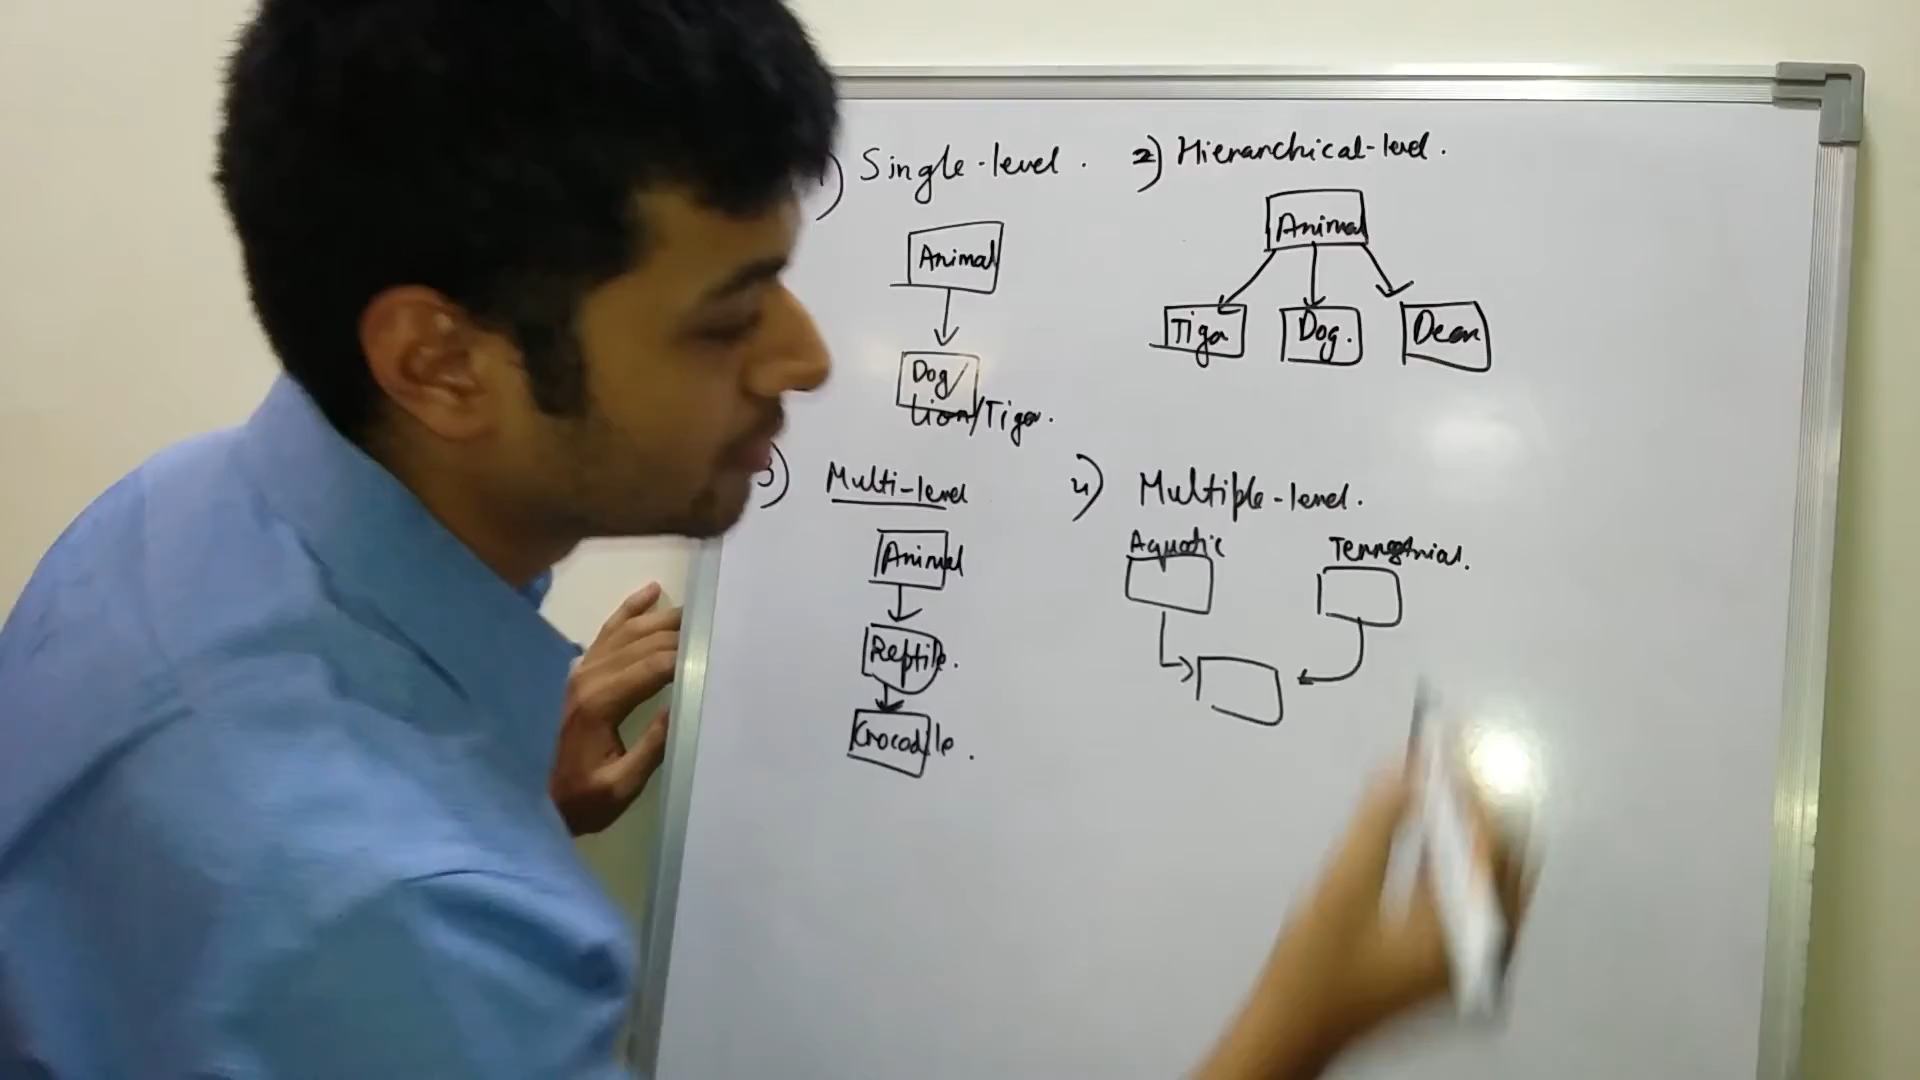 1) Single-level.
Animal
Dog/
Lion/Tiger.
2) Hierarchical-level.
Animal
Tiger Dog. Deer
3) Multi-level
Animal
Reptile.
Crocodile.
4) Multiple-level.
Aquatic Terrestrial.